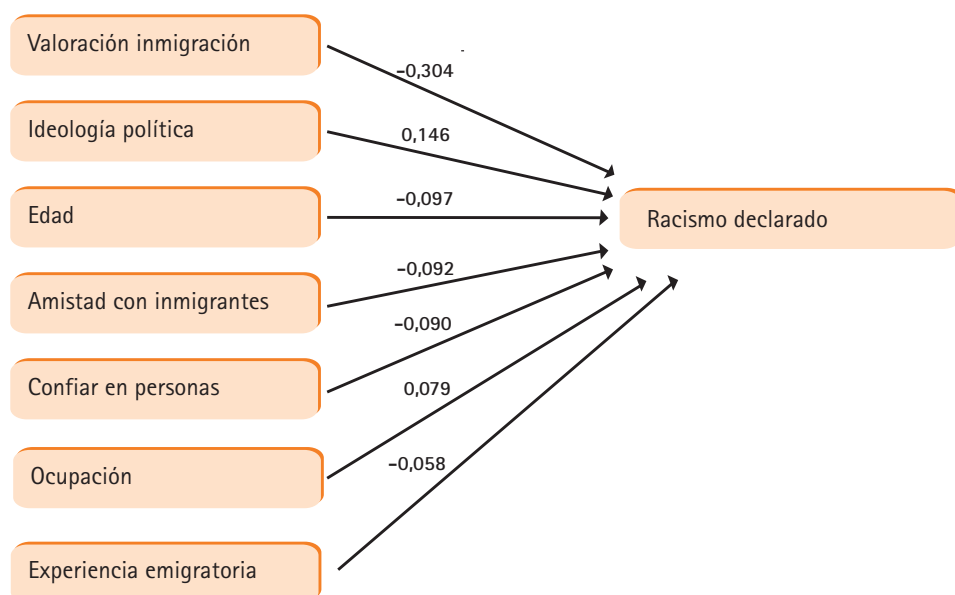 Valoración inmigración
-0,304
Ideología política
0,146
Edad
-0,097
Racismo declarado
Amistad con inmigrantes
-0,092
Confiar en personas
-0,090
Ocupación
0,079
Experiencia emigratoria
-0,058